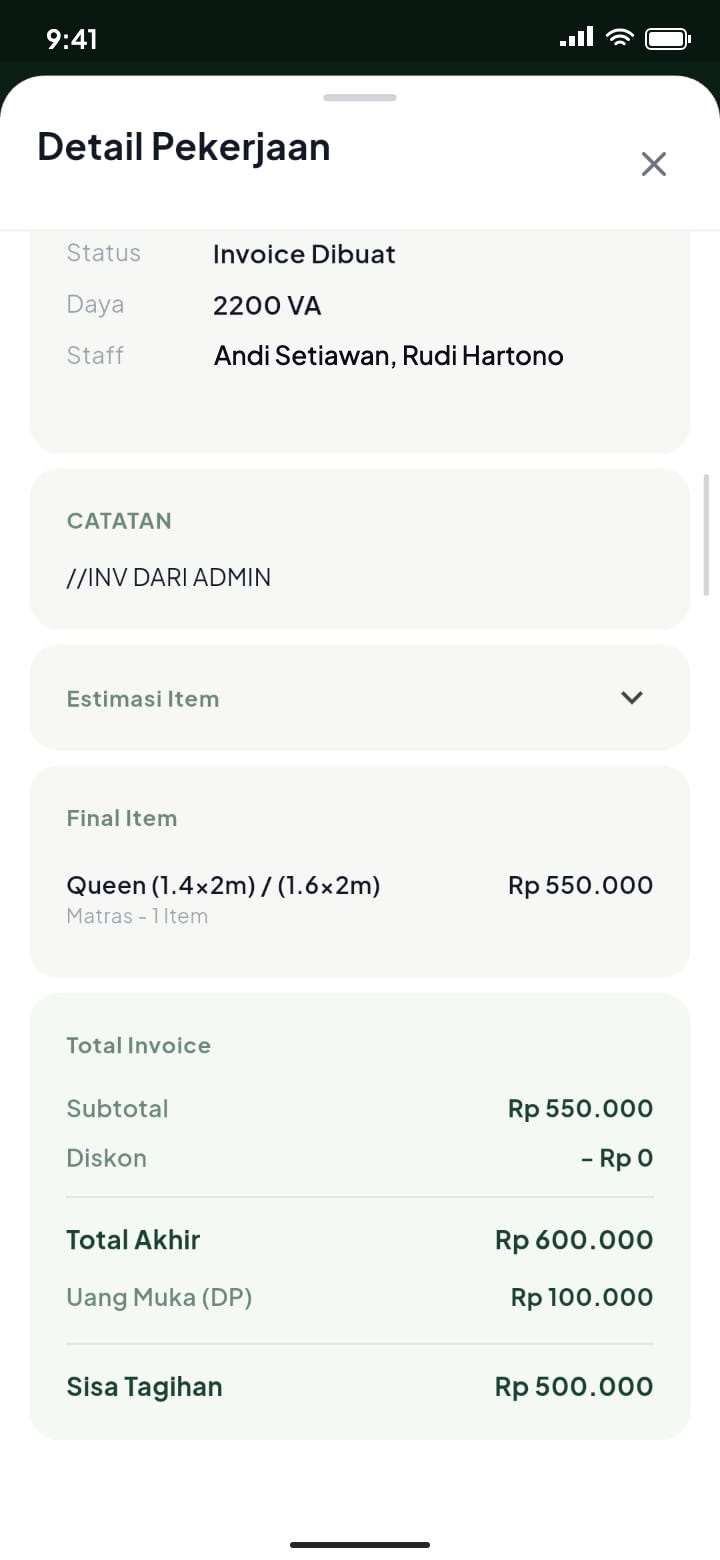 9:41
Detail Pekerjaan
Status Invoice Dibuat
Daya 2200 VA
Staff Andi Setiawan, Rudi Hartono
CATATAN
//INV DARI ADMIN
Estimasi Item
Final Item
Queen (1.4×2m) / (1.6×2m) Rp 550.000
Matras - 1 Item
Total Invoice
Subtotal Rp 550.000
Diskon – Rp 0
Total Akhir Rp 600.000
Uang Muka (DP) Rp 100.000
Sisa Tagihan Rp 500.000